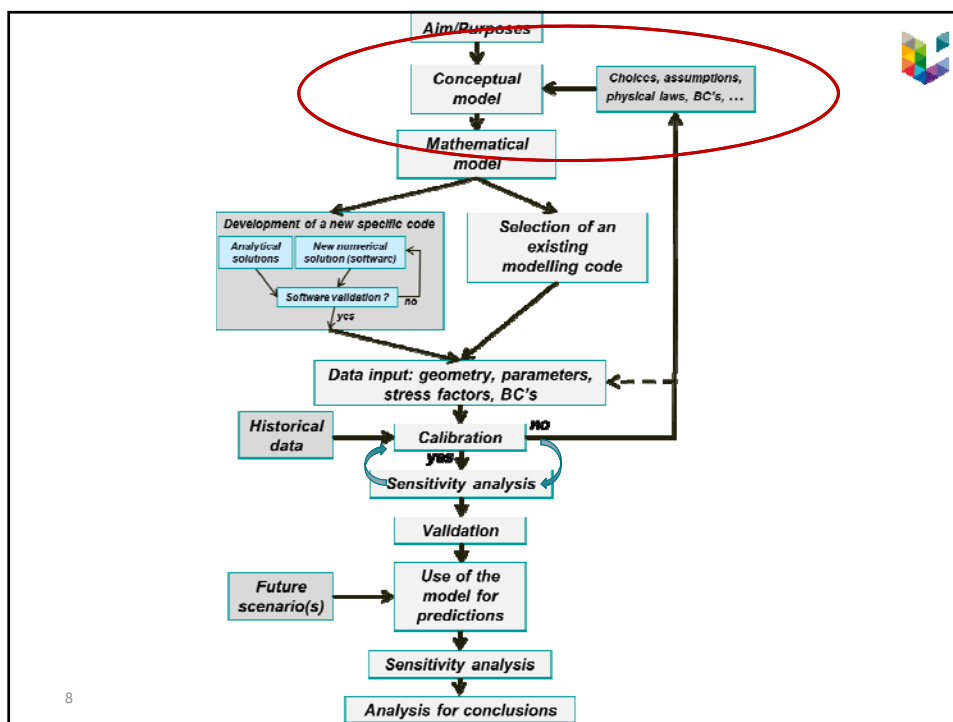 Aim/Purposes
Conceptual
model
Choices, assumptions,
physical laws, BC's, ...
Mathematical
model
Development of a new specific code
Analytical
solutions
New numerical
solution (software)
Software validation ?
no
yes
Selection of an
existing
modelling code
Data input: geometry, parameters,
stress factors, BC's
Historical
data
Calibration
no
yes
Sensitivity analysis
Validation
Future
scenario(s)
Use of the
model for
predictions
Sensitivity analysis
Analysis for conclusions
8